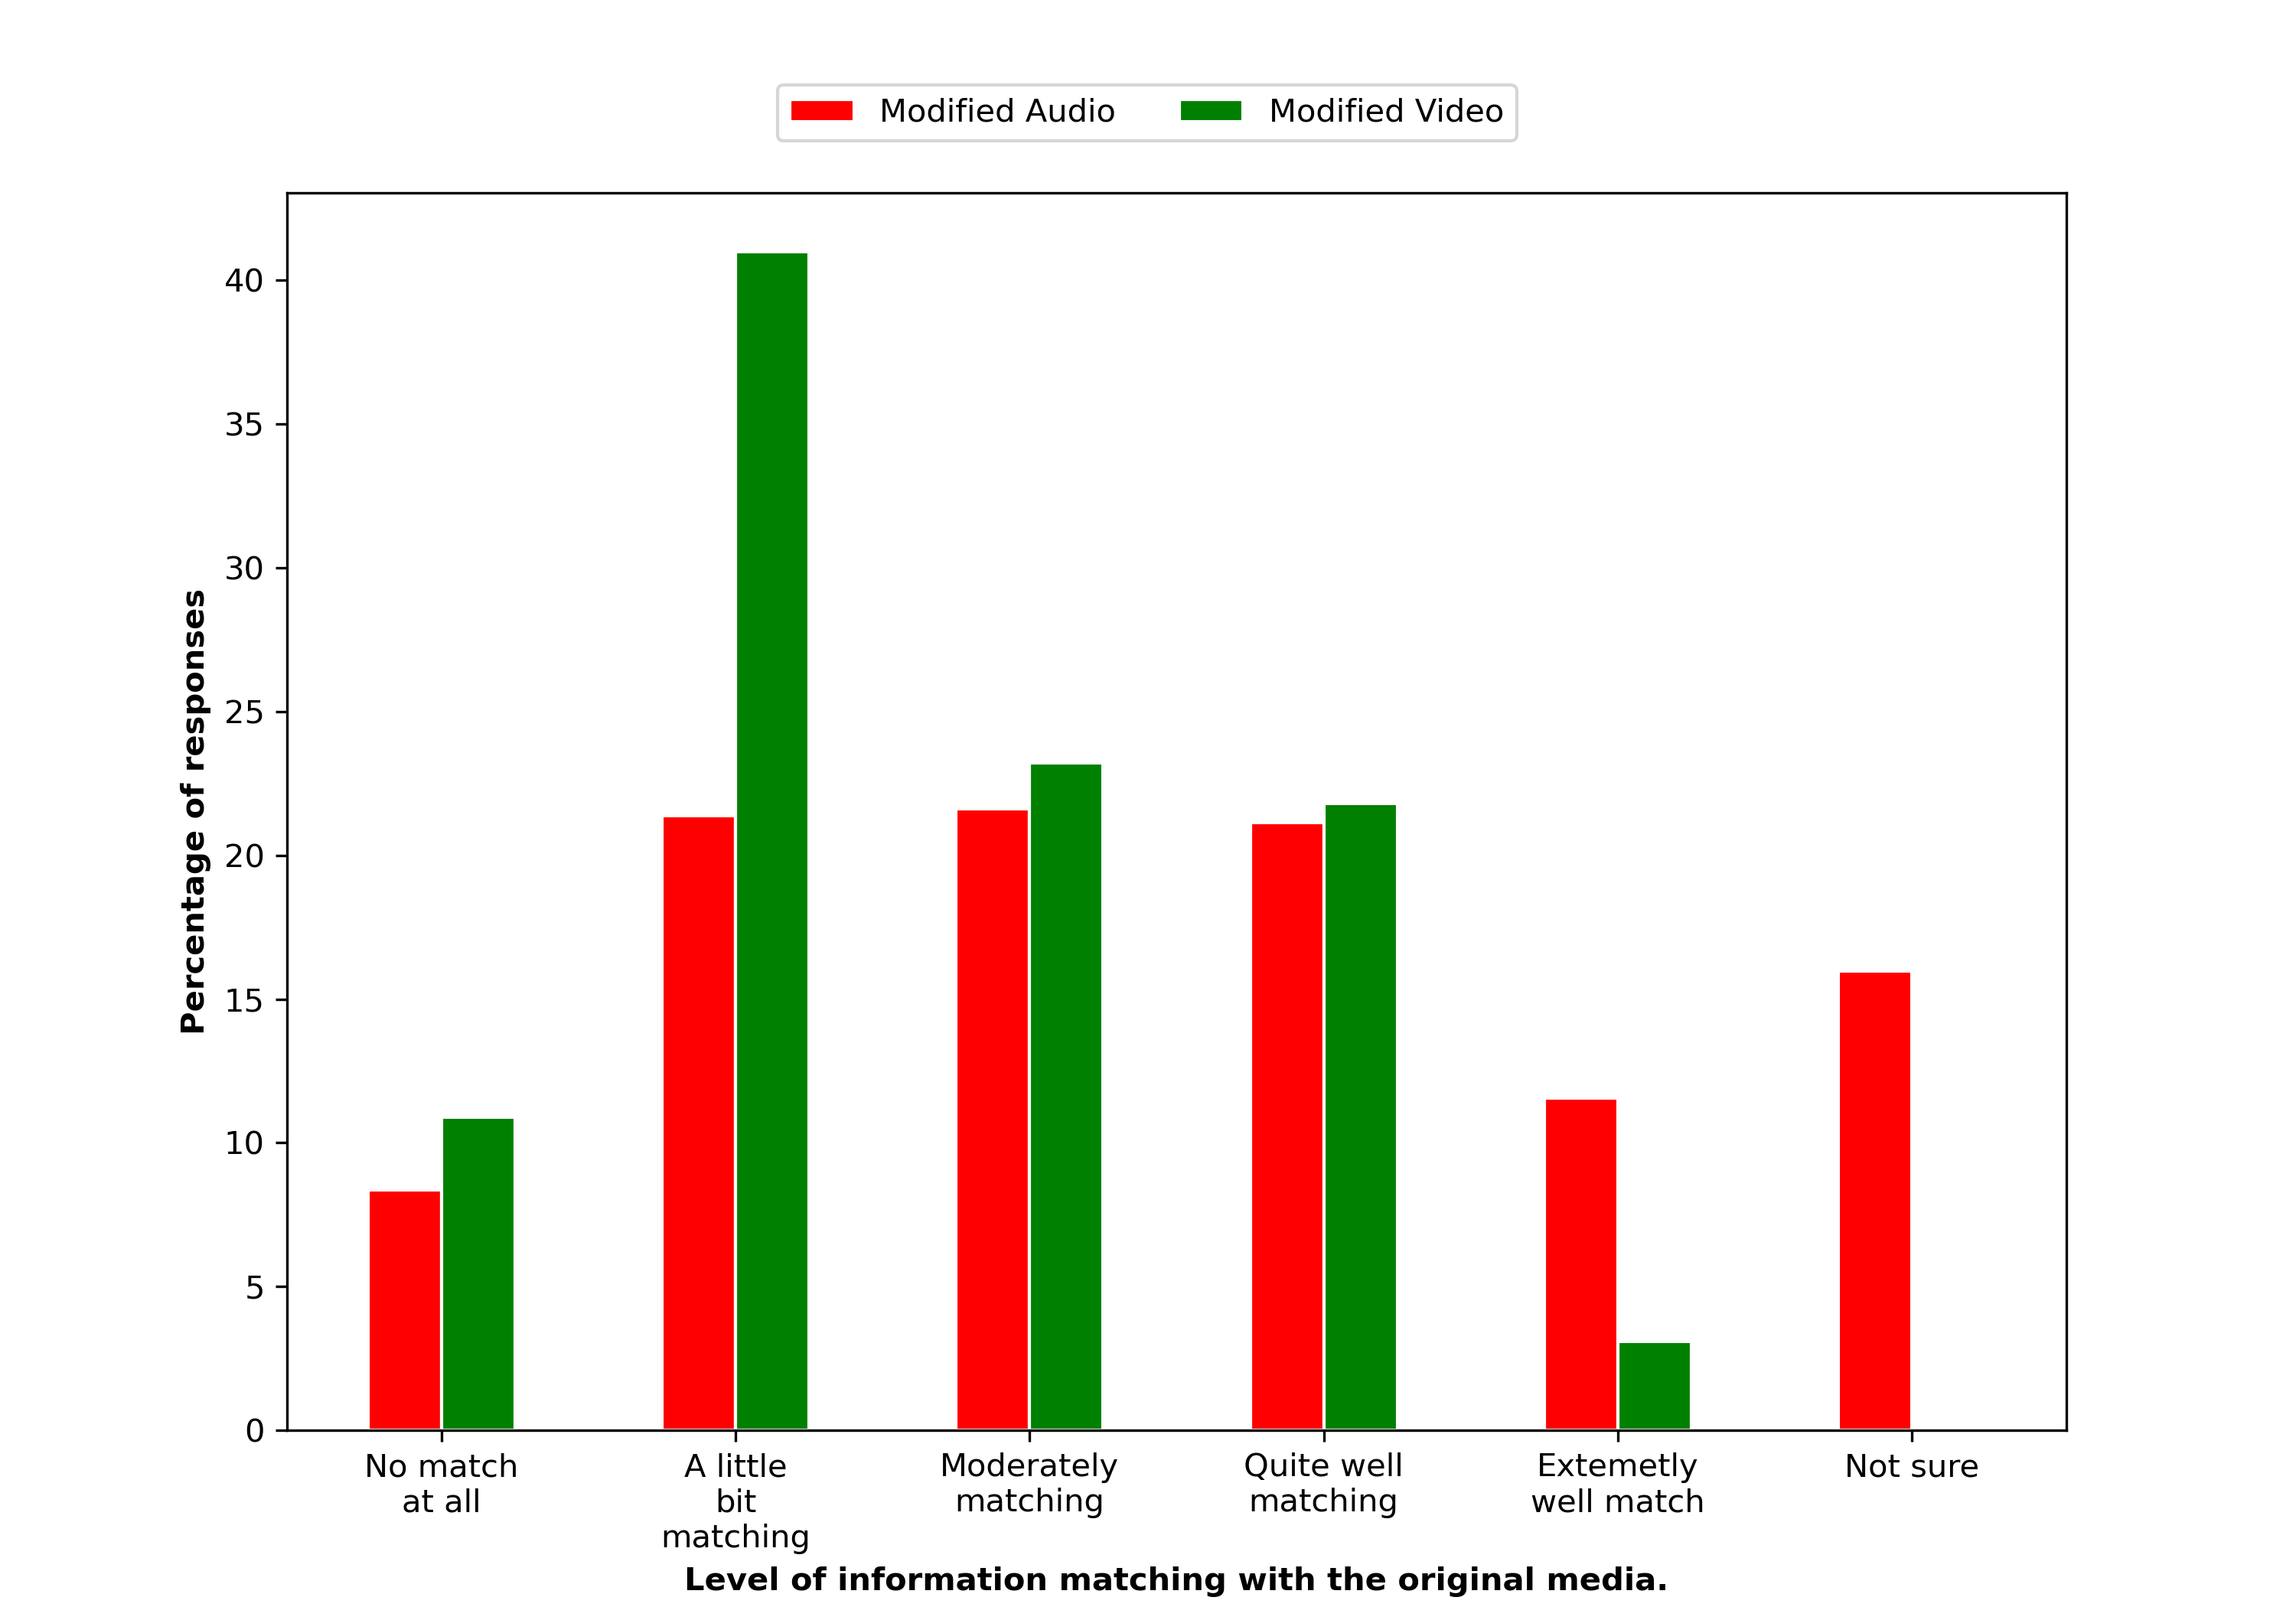 Modified Audio
Modified Video
40
35
30
25
20
15
10
5
0
Percentage of responses
No match
at all
A little
bit
matching
Moderately
matching
Quite well
matching
Extemetly
well match
Not sure
Level of information matching with the original media.